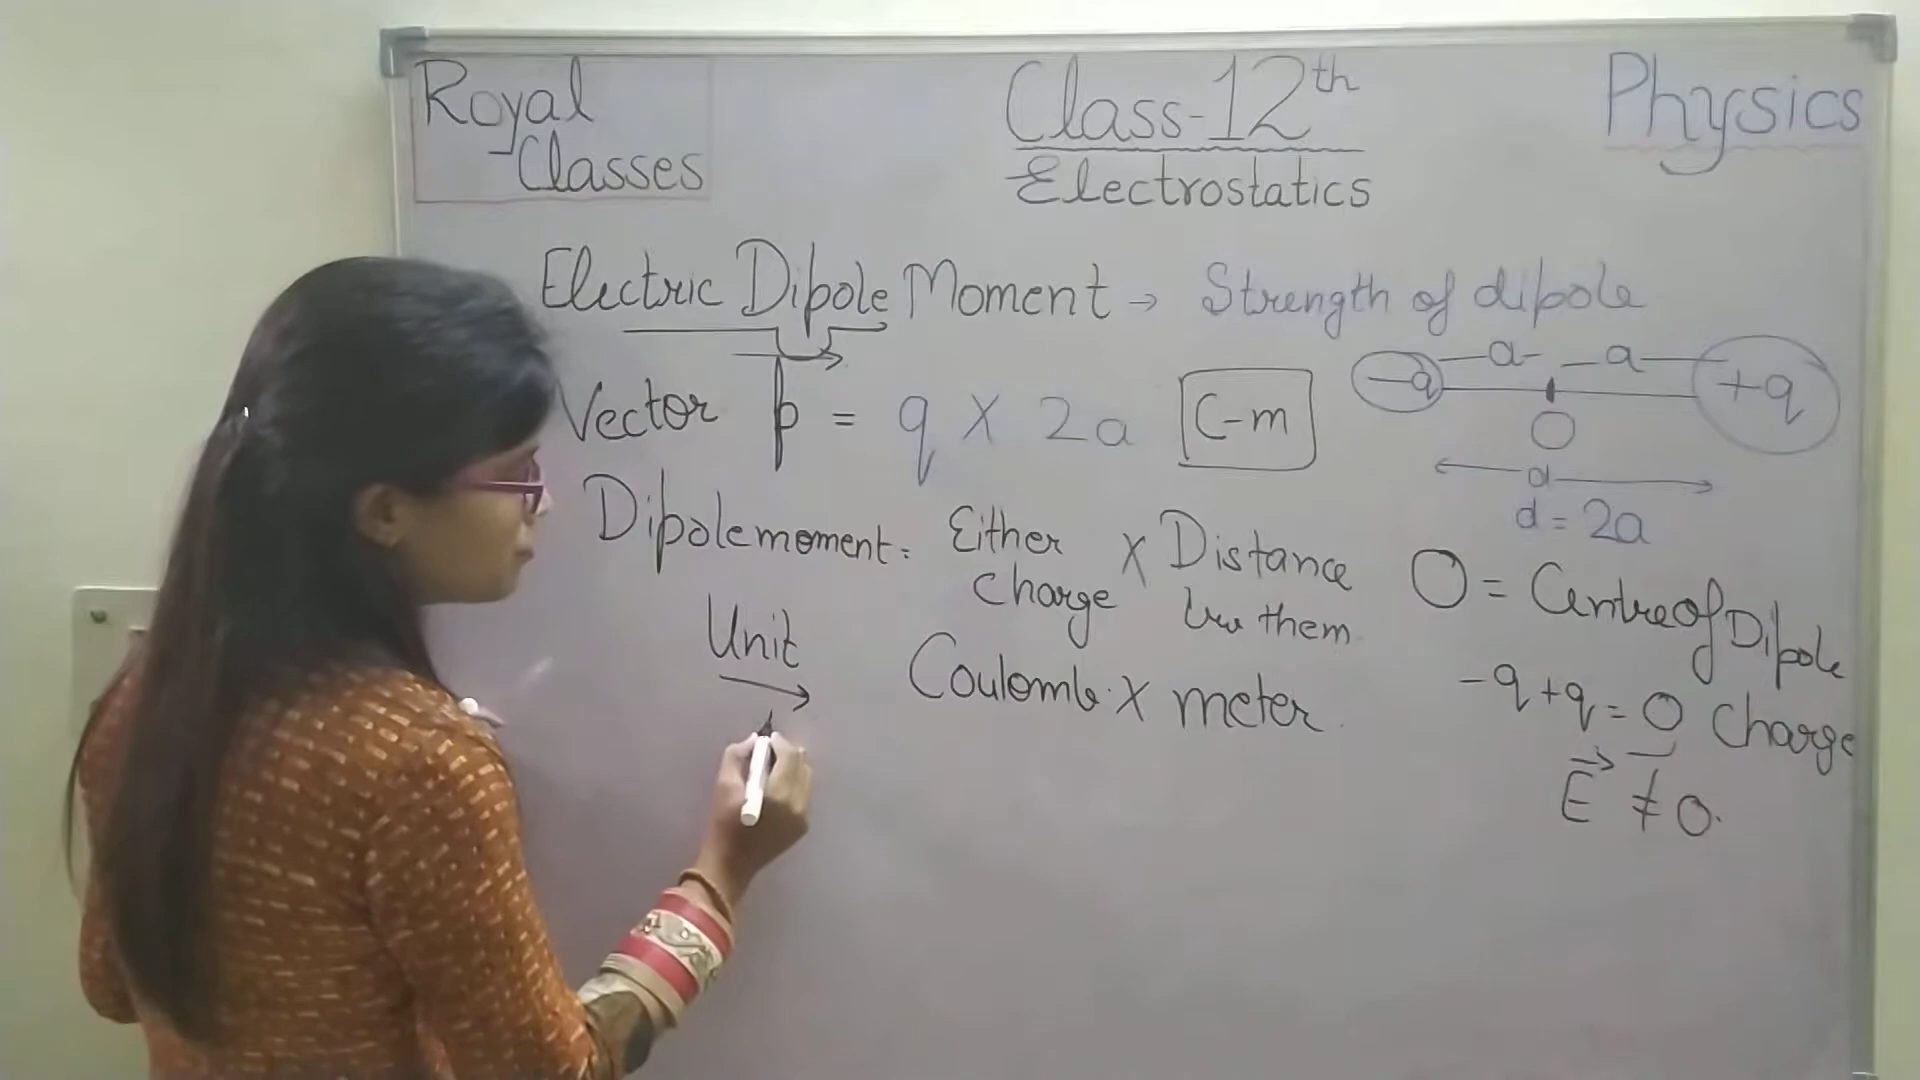 Royal
Classes
Class-12th
Electrostatics
Physics
Electric Dipole Moment → Strength of dipole
-q a a +q
O
d
d = 2a
Vector p = q X 2a C-m
Dipolemoment = Either charge X Distance b/w them
Unit Coulomb X meter
O = Centre of Dipole
-q +q = 0 Charge
E ≠ 0.